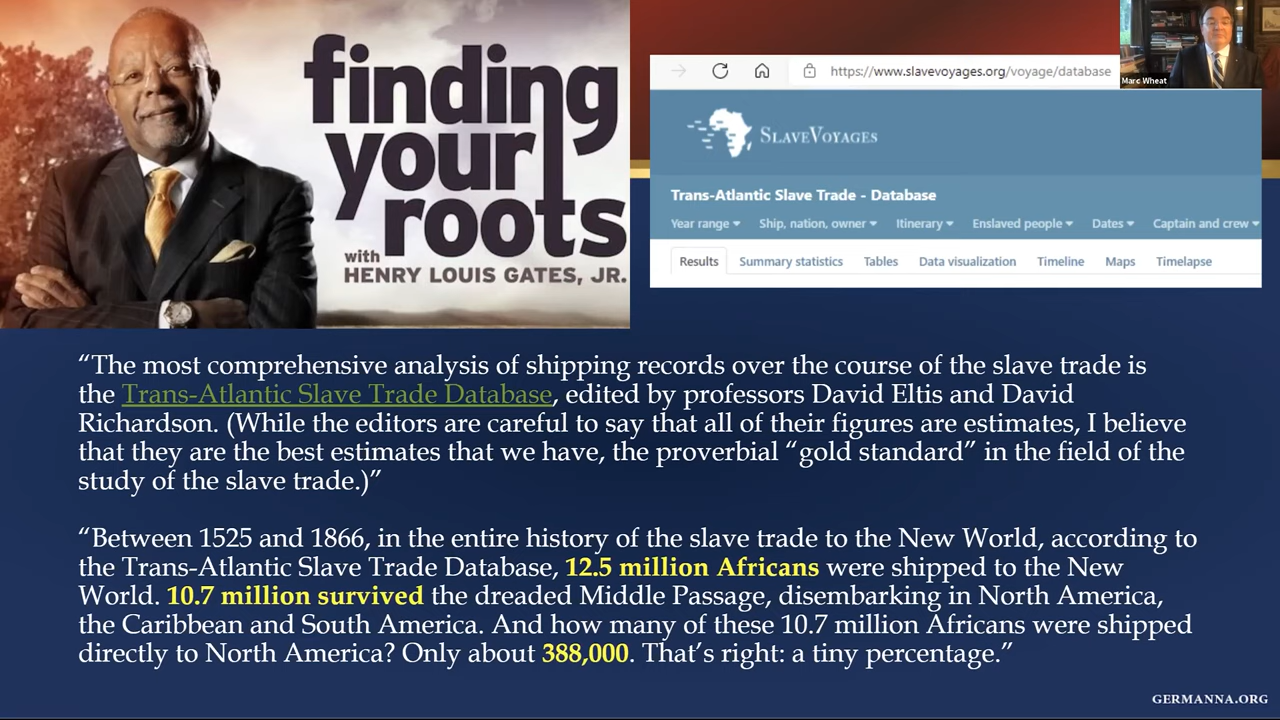 finding
your
roots
with
HENRY LOUIS GATES, JR.
https://www.slavevoyages.org/voyage/database
Marc Wheat
SLAVEVOYAGES
Trans-Atlantic Slave Trade - Database
Year range Ship, nation, owner Itinerary Enslaved people Dates Captain and crew
Results Summary statistics Tables Data visualization Timeline Maps Timelapse
“The most comprehensive analysis of shipping records over the course of the slave trade is
the Trans-Atlantic Slave Trade Database, edited by professors David Eltis and David
Richardson. (While the editors are careful to say that all of their figures are estimates, I believe
that they are the best estimates that we have, the proverbial “gold standard” in the field of the
study of the slave trade.)”
“Between 1525 and 1866, in the entire history of the slave trade to the New World, according to
the Trans-Atlantic Slave Trade Database, 12.5 million Africans were shipped to the New
World. 10.7 million survived the dreaded Middle Passage, disembarking in North America,
the Caribbean and South America. And how many of these 10.7 million Africans were shipped
directly to North America? Only about 388,000. That’s right: a tiny percentage.”
GERMANNA.ORG